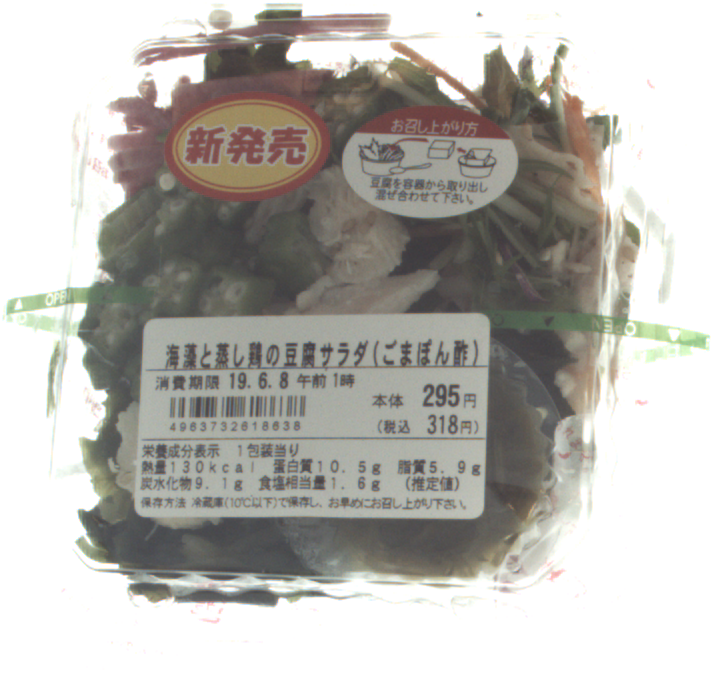 新発売
お召し上がり方
豆腐を容器から取り出し
混ぜ合わせて下さい。
OPEN
OPEN
海藻と蒸し鶏の豆腐サラダ(ごまぽん酢)
消費期限 19.6.8 午前1時
本体 295円
4963732618638
(税込 318円)
栄養成分表示 1包装当り
熱量130kcal 蛋白質10.5g 脂質5.9g
炭水化物9.1g 食塩相当量1.6g (推定値)
保存方法 冷蔵庫(10℃以下)で保存し、お早めにお召し上がり下さい。